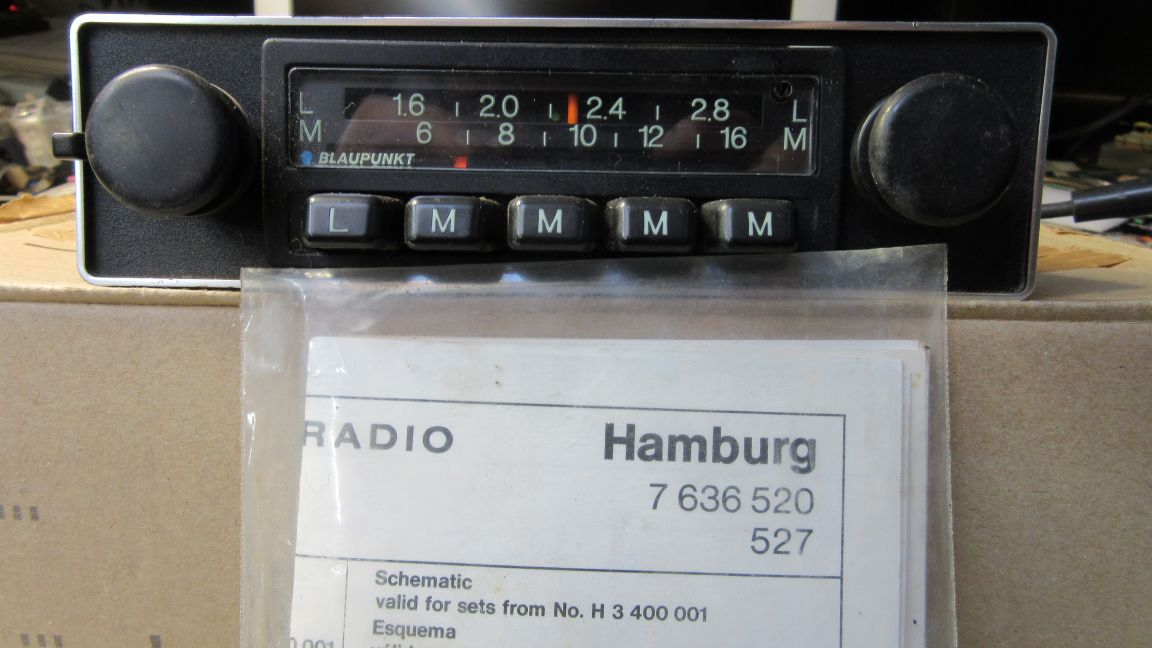 L 1.6 2.0 2.4 2.8 L
M 6 8 10 12 16 M
BLAUPUNKT
L M M M M
RADIO Hamburg
7 636 520
527
Schematic
valid for sets from No. H 3 400 001
Esquema